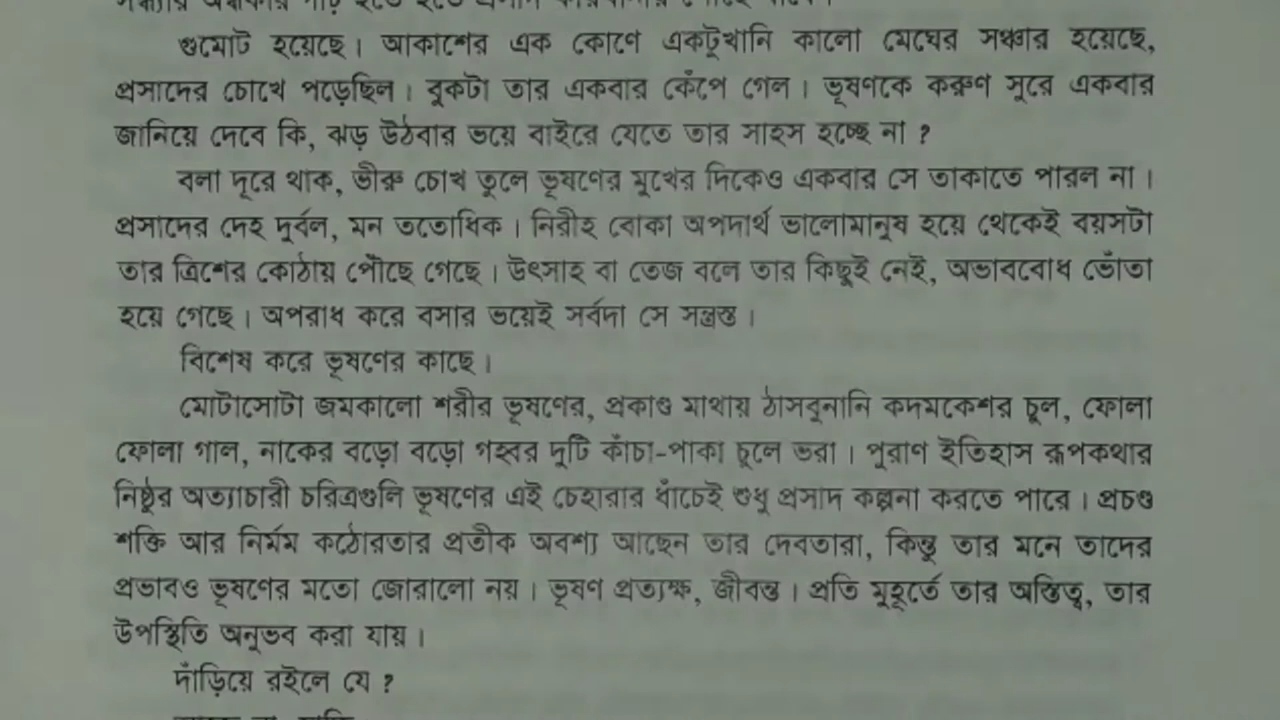 গুমোট হয়েছে। আকাশের এক কোণে একটুখানি কালো মেঘের সঞ্চার হয়েছে,
প্রসাদের চোখে পড়েছিল। বুকটা তার একবার কেঁপে গেল। ভূষণকে করুণ সুরে একবার
জানিয়ে দেবে কি, ঝড় উঠবার ভয়ে বাইরে যেতে তার সাহস হচ্ছে না ?
বলা দূরে থাক, ভীরু চোখ তুলে ভূষণের মুখের দিকেও একবার সে তাকাতে পারল না।
প্রসাদের দেহ দুর্বল, মন ততোধিক। নিরীহ বোকা অপদার্থ ভালোমানুষ হয়ে থেকেই বয়সটা
তার ত্রিশের কোঠায় পৌঁছে গেছে। উৎসাহ বা তেজ বলে তার কিছুই নেই, অভাববোধ ভোঁতা
হয়ে গেছে। অপরাধ করে বসার ভয়েই সর্বদা সে সন্ত্রস্ত।
বিশেষ করে ভূষণের কাছে।
মোটাসোটা জমকালো শরীর ভূষণের, প্রকাণ্ড মাথায় ঠাসবুনানি কদমকেশর চুল, ফোলা
ফোলা গাল, নাকের বড়ো বড়ো গহ্বর দুটি কাঁচা-পাকা চুলে ভরা। পুরাণ ইতিহাস রূপকথার
নিষ্ঠুর অত্যাচারী চরিত্রগুলি ভূষণের এই চেহারার ধাঁচেই শুধু প্রসাদ কল্পনা করতে পারে। প্রচণ্ড
শক্তি আর নির্মম কঠোরতার প্রতীক অবশ্য আছেন তার দেবতারা, কিন্তু তার মনে তাদের
প্রভাবও ভূষণের মতো জোরালো নয়। ভূষণ প্রত্যক্ষ, জীবন্ত। প্রতি মুহূর্তে তার অস্তিত্ব, তার
উপস্থিতি অনুভব করা যায়।
দাঁড়িয়ে রইলে যে ?